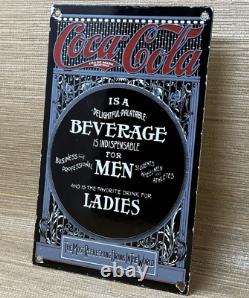 Coca-Cola
IS A
DELIGHTFUL-PALATABLE
BEVERAGE
IS INDISPENSABLE
FOR
BUSINESS AND PROFESSIONAL
MEN
STUDENTS
WHEELMEN AND ATHLETES
AND IS THE FAVORITE DRINK FOR
LADIES
THE MOST REFRESHING DRINK IN THE WORLD